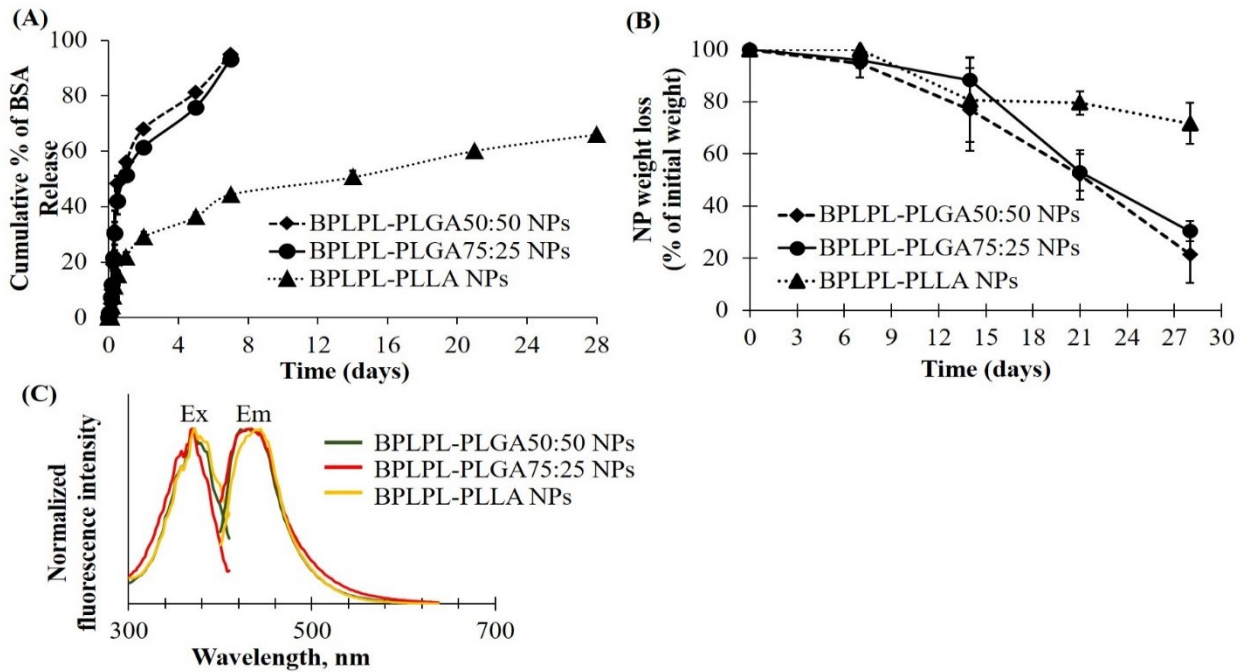 (A)
Cumulative % of BSA
Release
100
80
60
40
20
0
0 4 8 12 16 20 24 28
Time (days)
BPLPL-PLGA50:50 NPs
BPLPL-PLGA75:25 NPs
BPLPL-PLLA NPs
(B)
NP weight loss
(% of initial weight)
100
80
60
40
20
0
0 3 6 9 12 15 18 21 24 27 30
Time (days)
BPLPL-PLGA50:50 NPs
BPLPL-PLGA75:25 NPs
BPLPL-PLLA NPs
(C)
Normalized
fluorescence intensity
Ex Em
BPLPL-PLGA50:50 NPs
BPLPL-PLGA75:25 NPs
BPLPL-PLLA NPs
300 500 700
Wavelength, nm